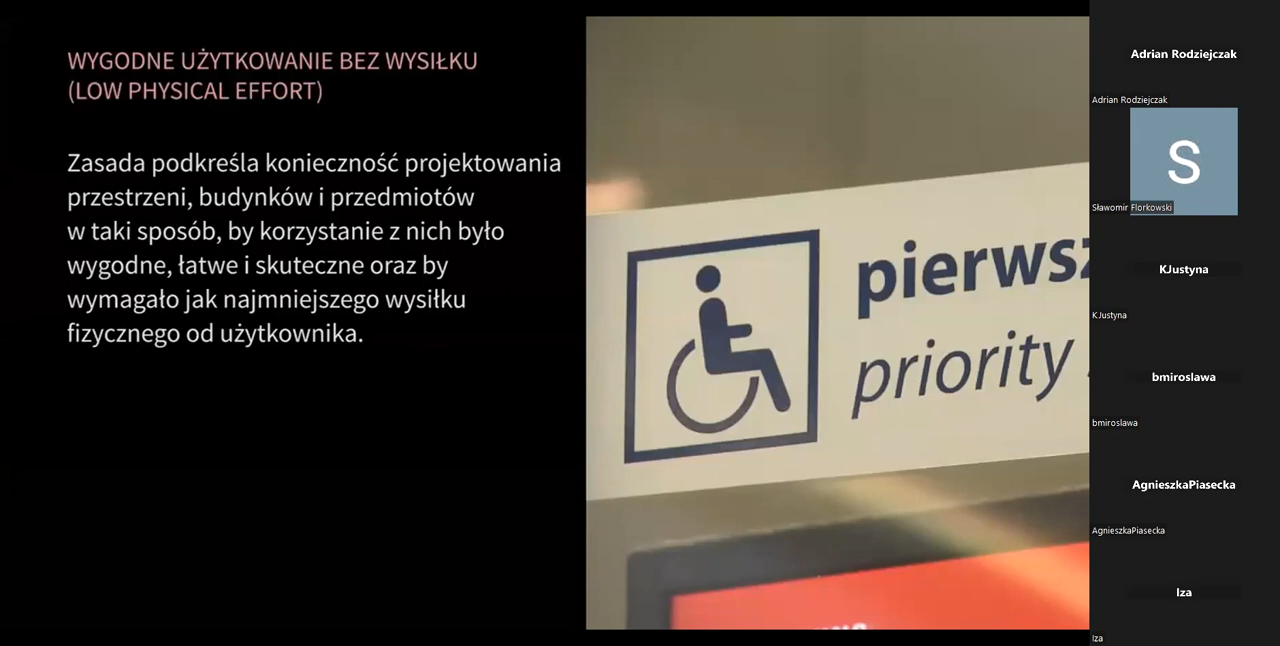 WYGODNE UŻYTKOWANIE BEZ WYSIŁKU
(LOW PHYSICAL EFFORT)
Zasada podkreśla konieczność projektowania
przestrzeni, budynków i przedmiotów
w taki sposób, by korzystanie z nich było
wygodne, łatwe i skuteczne oraz by
wymagało jak najmniejszego wysiłku
fizycznego od użytkownika.
pierwsz
priority
Adrian Rodziejczak
Adrian Rodziejczak
S
Sławomir Florkowski
KJustyna
KJustyna
bmiroslawa
bmiroslawa
AgnieszkaPiasecka
AgnieszkaPiasecka
Iza
Iza